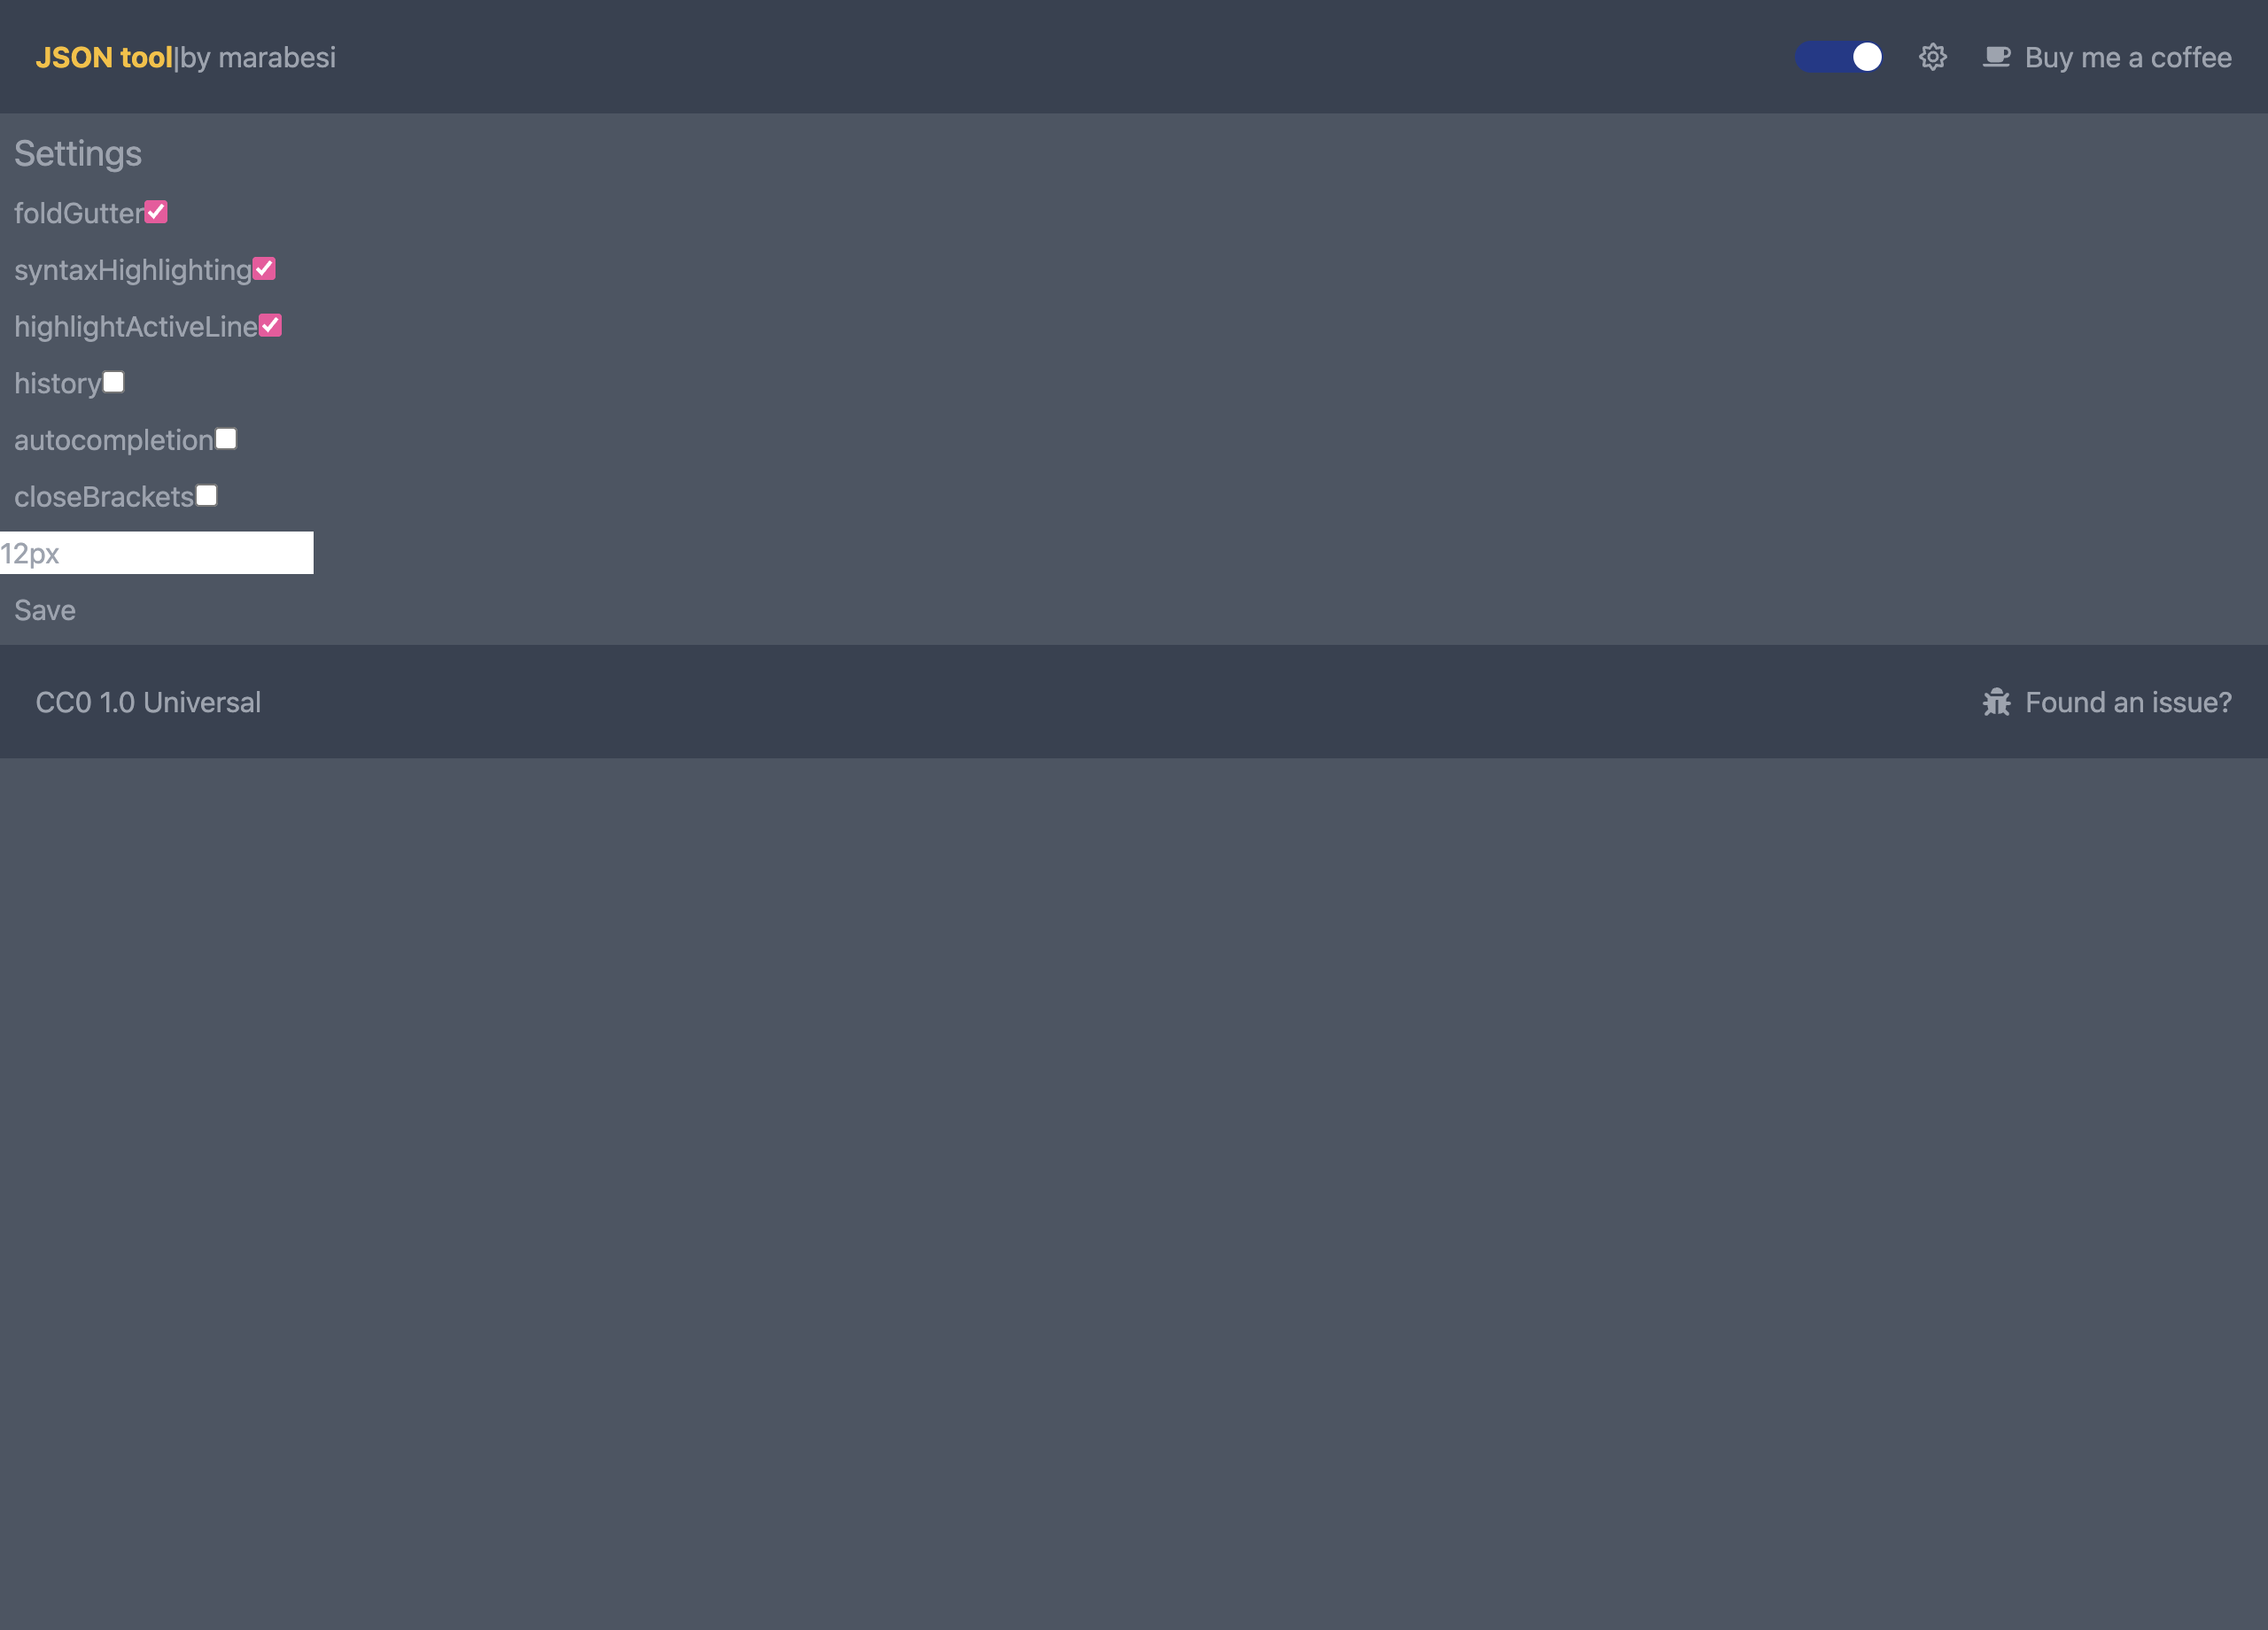 JSON tool|by marabesi
Buy me a coffee
Settings
foldGutter
syntaxHighlighting
highlightActiveLine
history
autocompletion
closeBrackets
12px
Save
CC0 1.0 Universal
Found an issue?